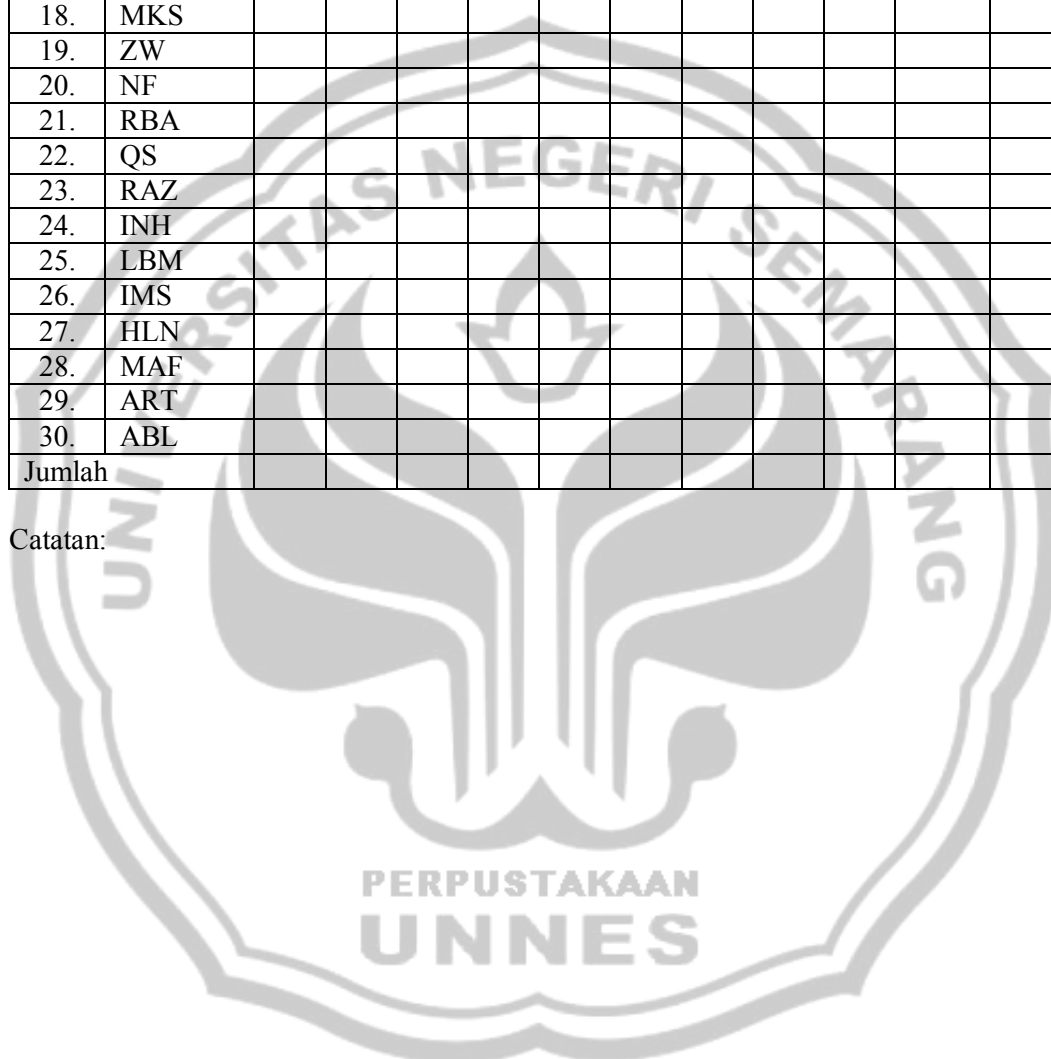 18. MKS
19. ZW
20. NF
21. RBA
22. QS
23. RAZ
24. INH
25. LBM
26. IMS
27. HLN
28. MAF
29. ART
30. ABL
Jumlah
Catatan:
UNIVERSITAS NEGERI SEMARANG
PERPUSTAKAAN
UNNES